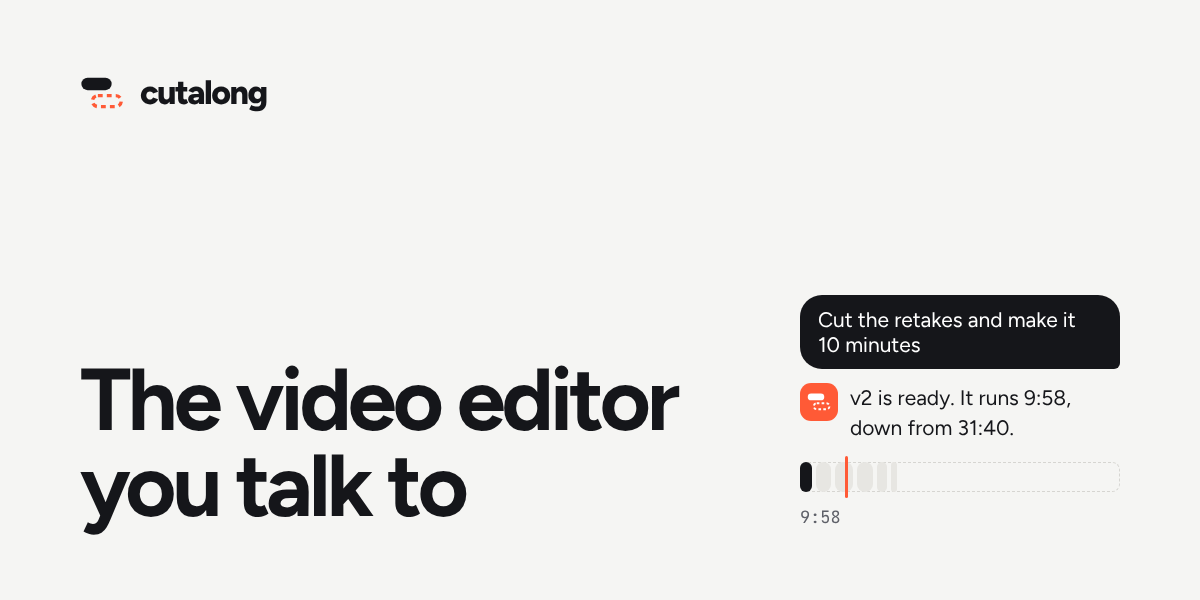 cutalong
The video editor
you talk to
Cut the retakes and make it
10 minutes
v2 is ready. It runs 9:58,
down from 31:40.
9:58